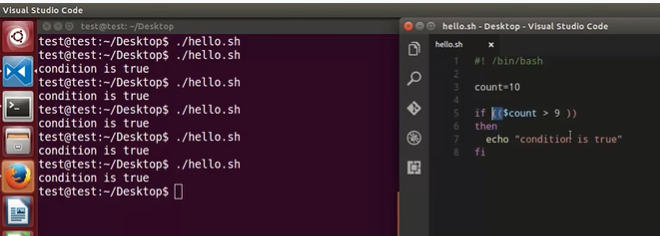 Visual Studio Code
test@test: ~/Desktop
test@test:~/Desktop$ ./hello.sh
test@test:~/Desktop$ ./hello.sh
condition is true
test@test:~/Desktop$ ./hello.sh
condition is true
test@test:~/Desktop$ ./hello.sh
condition is true
test@test:~/Desktop$ ./hello.sh
condition is true
test@test:~/Desktop$ ./hello.sh
condition is true
test@test:~/Desktop$
hello.sh - Desktop - Visual Studio Code
hello.sh x
1 #! /bin/bash
2
3 count=10
4
5 if (($count > 9 ))
6 then
7 echo "condition is true"
8 fi